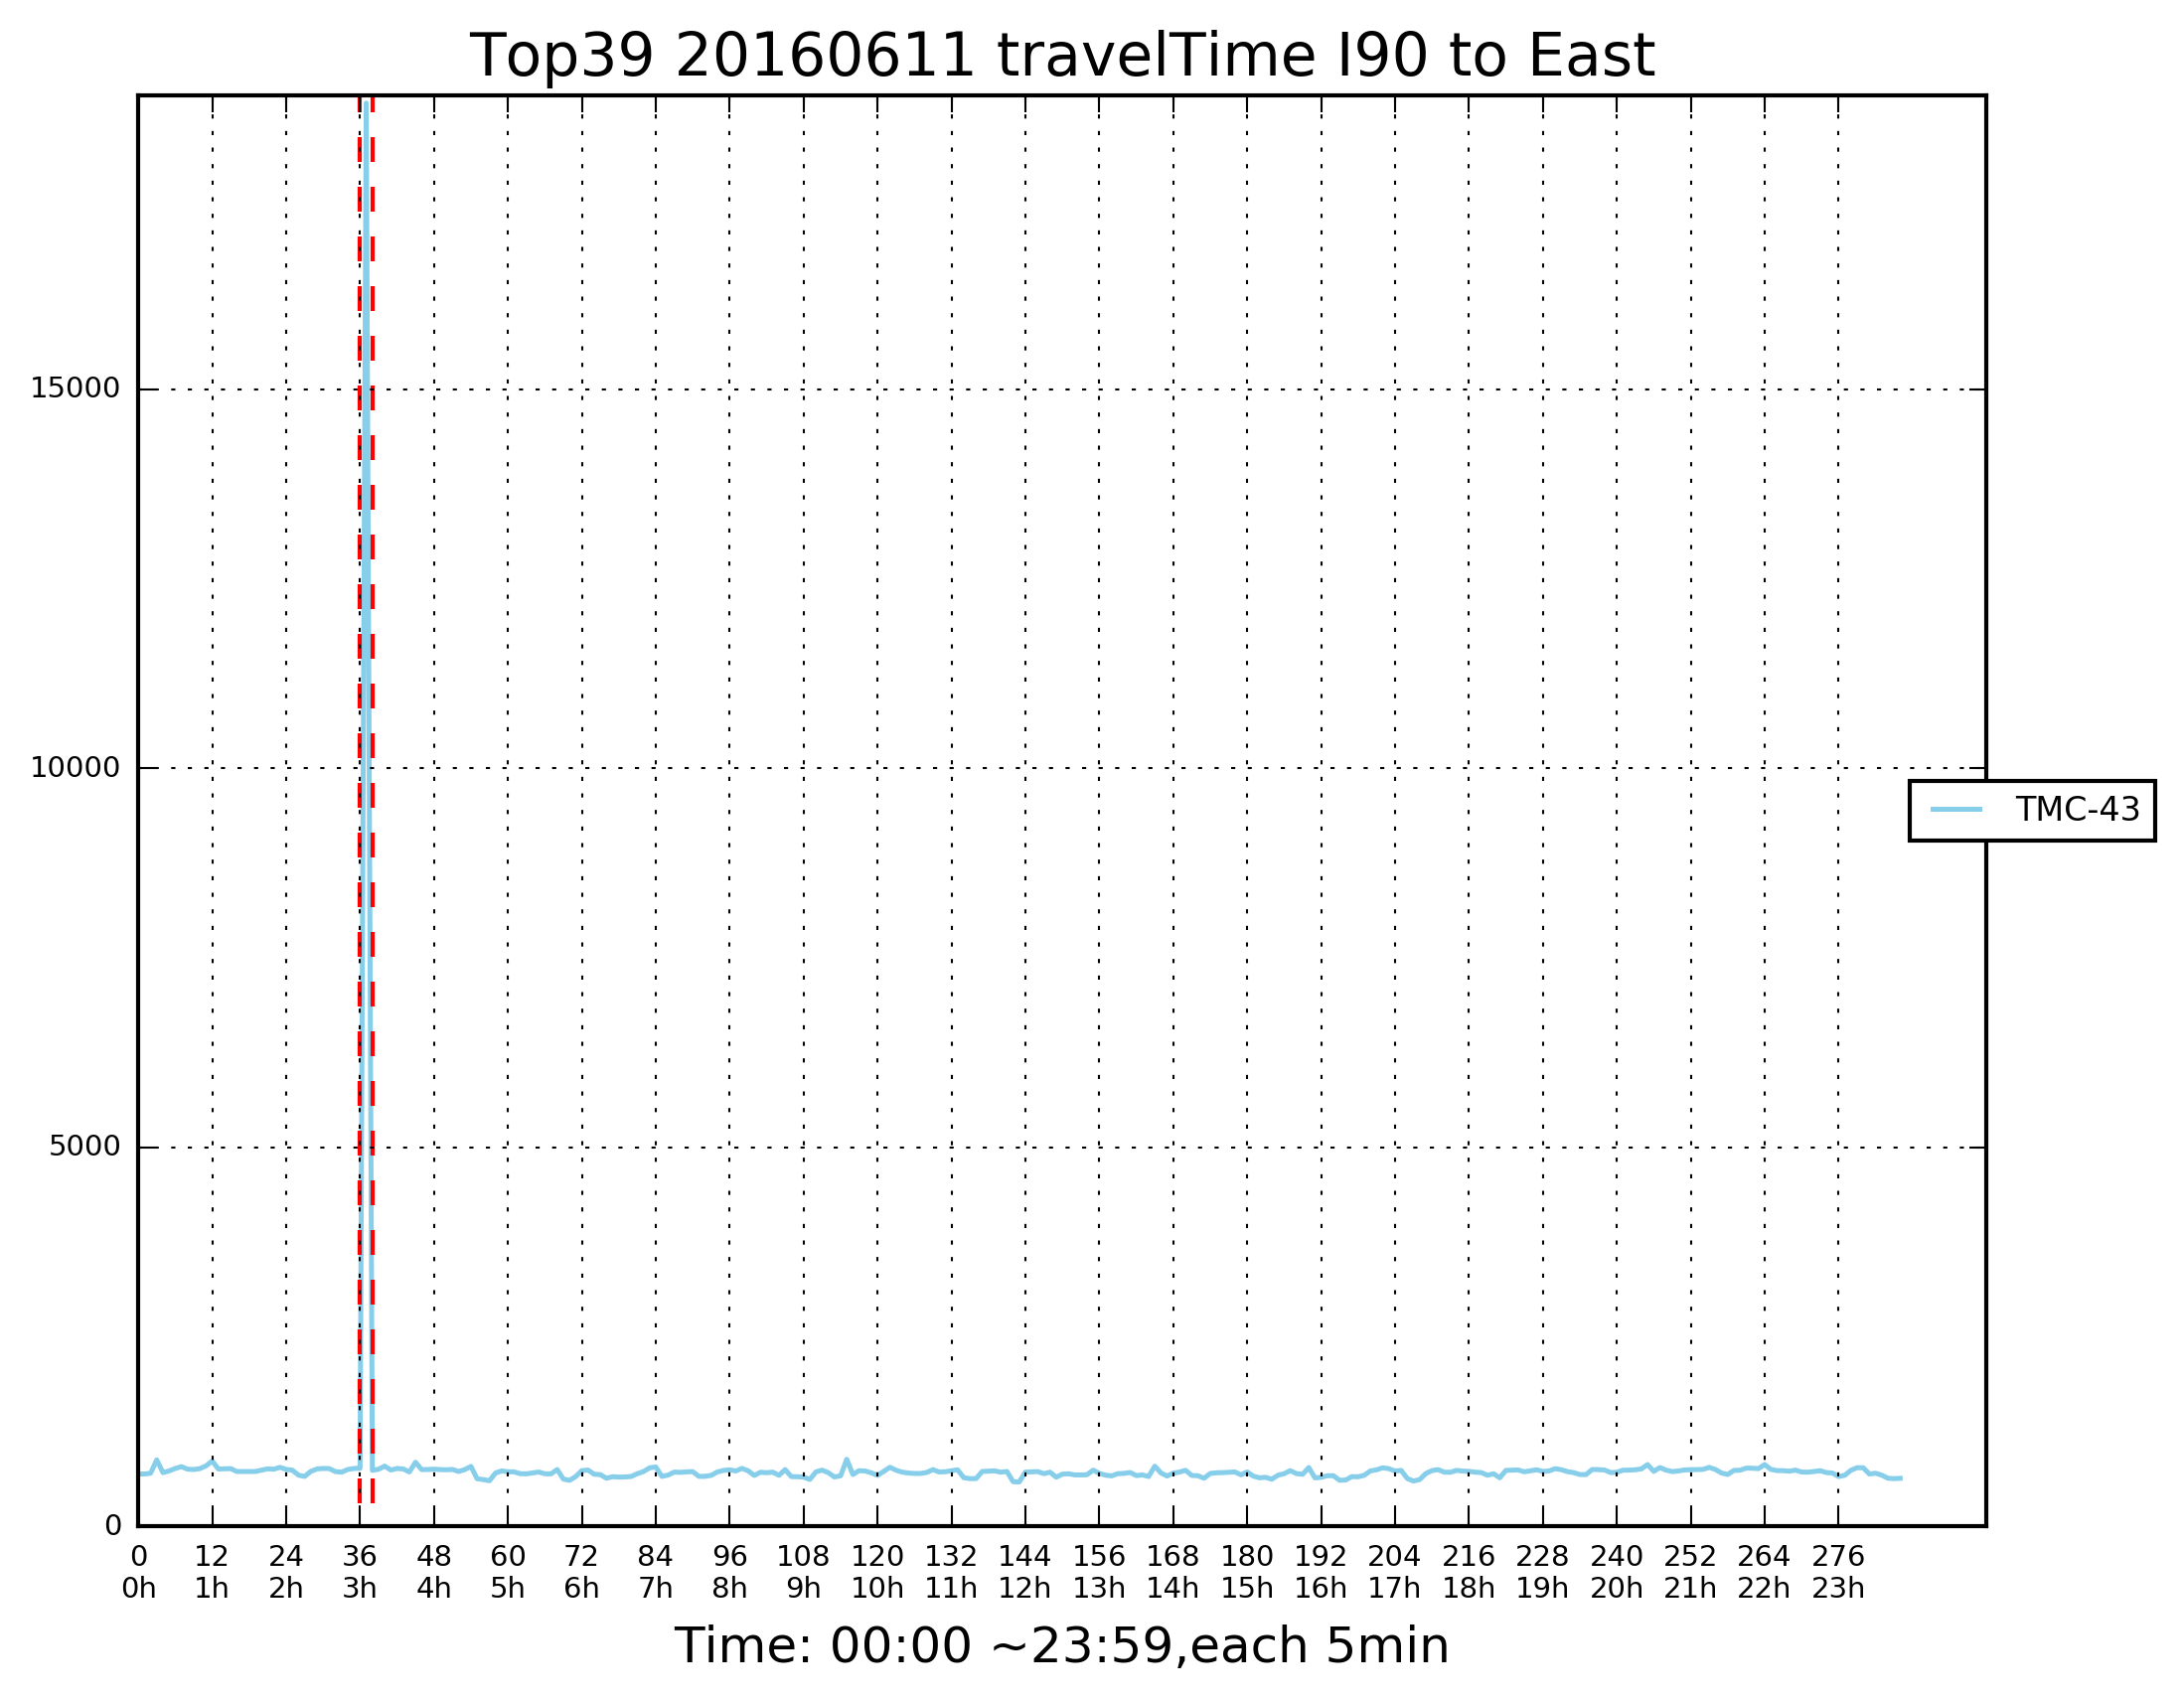 Top39 20160611 travelTime I90 to East
15000
10000
5000
0
TMC-43
0 12 24 36 48 60 72 84 96 108 120 132 144 156 168 180 192 204 216 228 240 252 264 276
0h 1h 2h 3h 4h 5h 6h 7h 8h 9h 10h 11h 12h 13h 14h 15h 16h 17h 18h 19h 20h 21h 22h 23h
Time: 00:00 ~23:59,each 5min